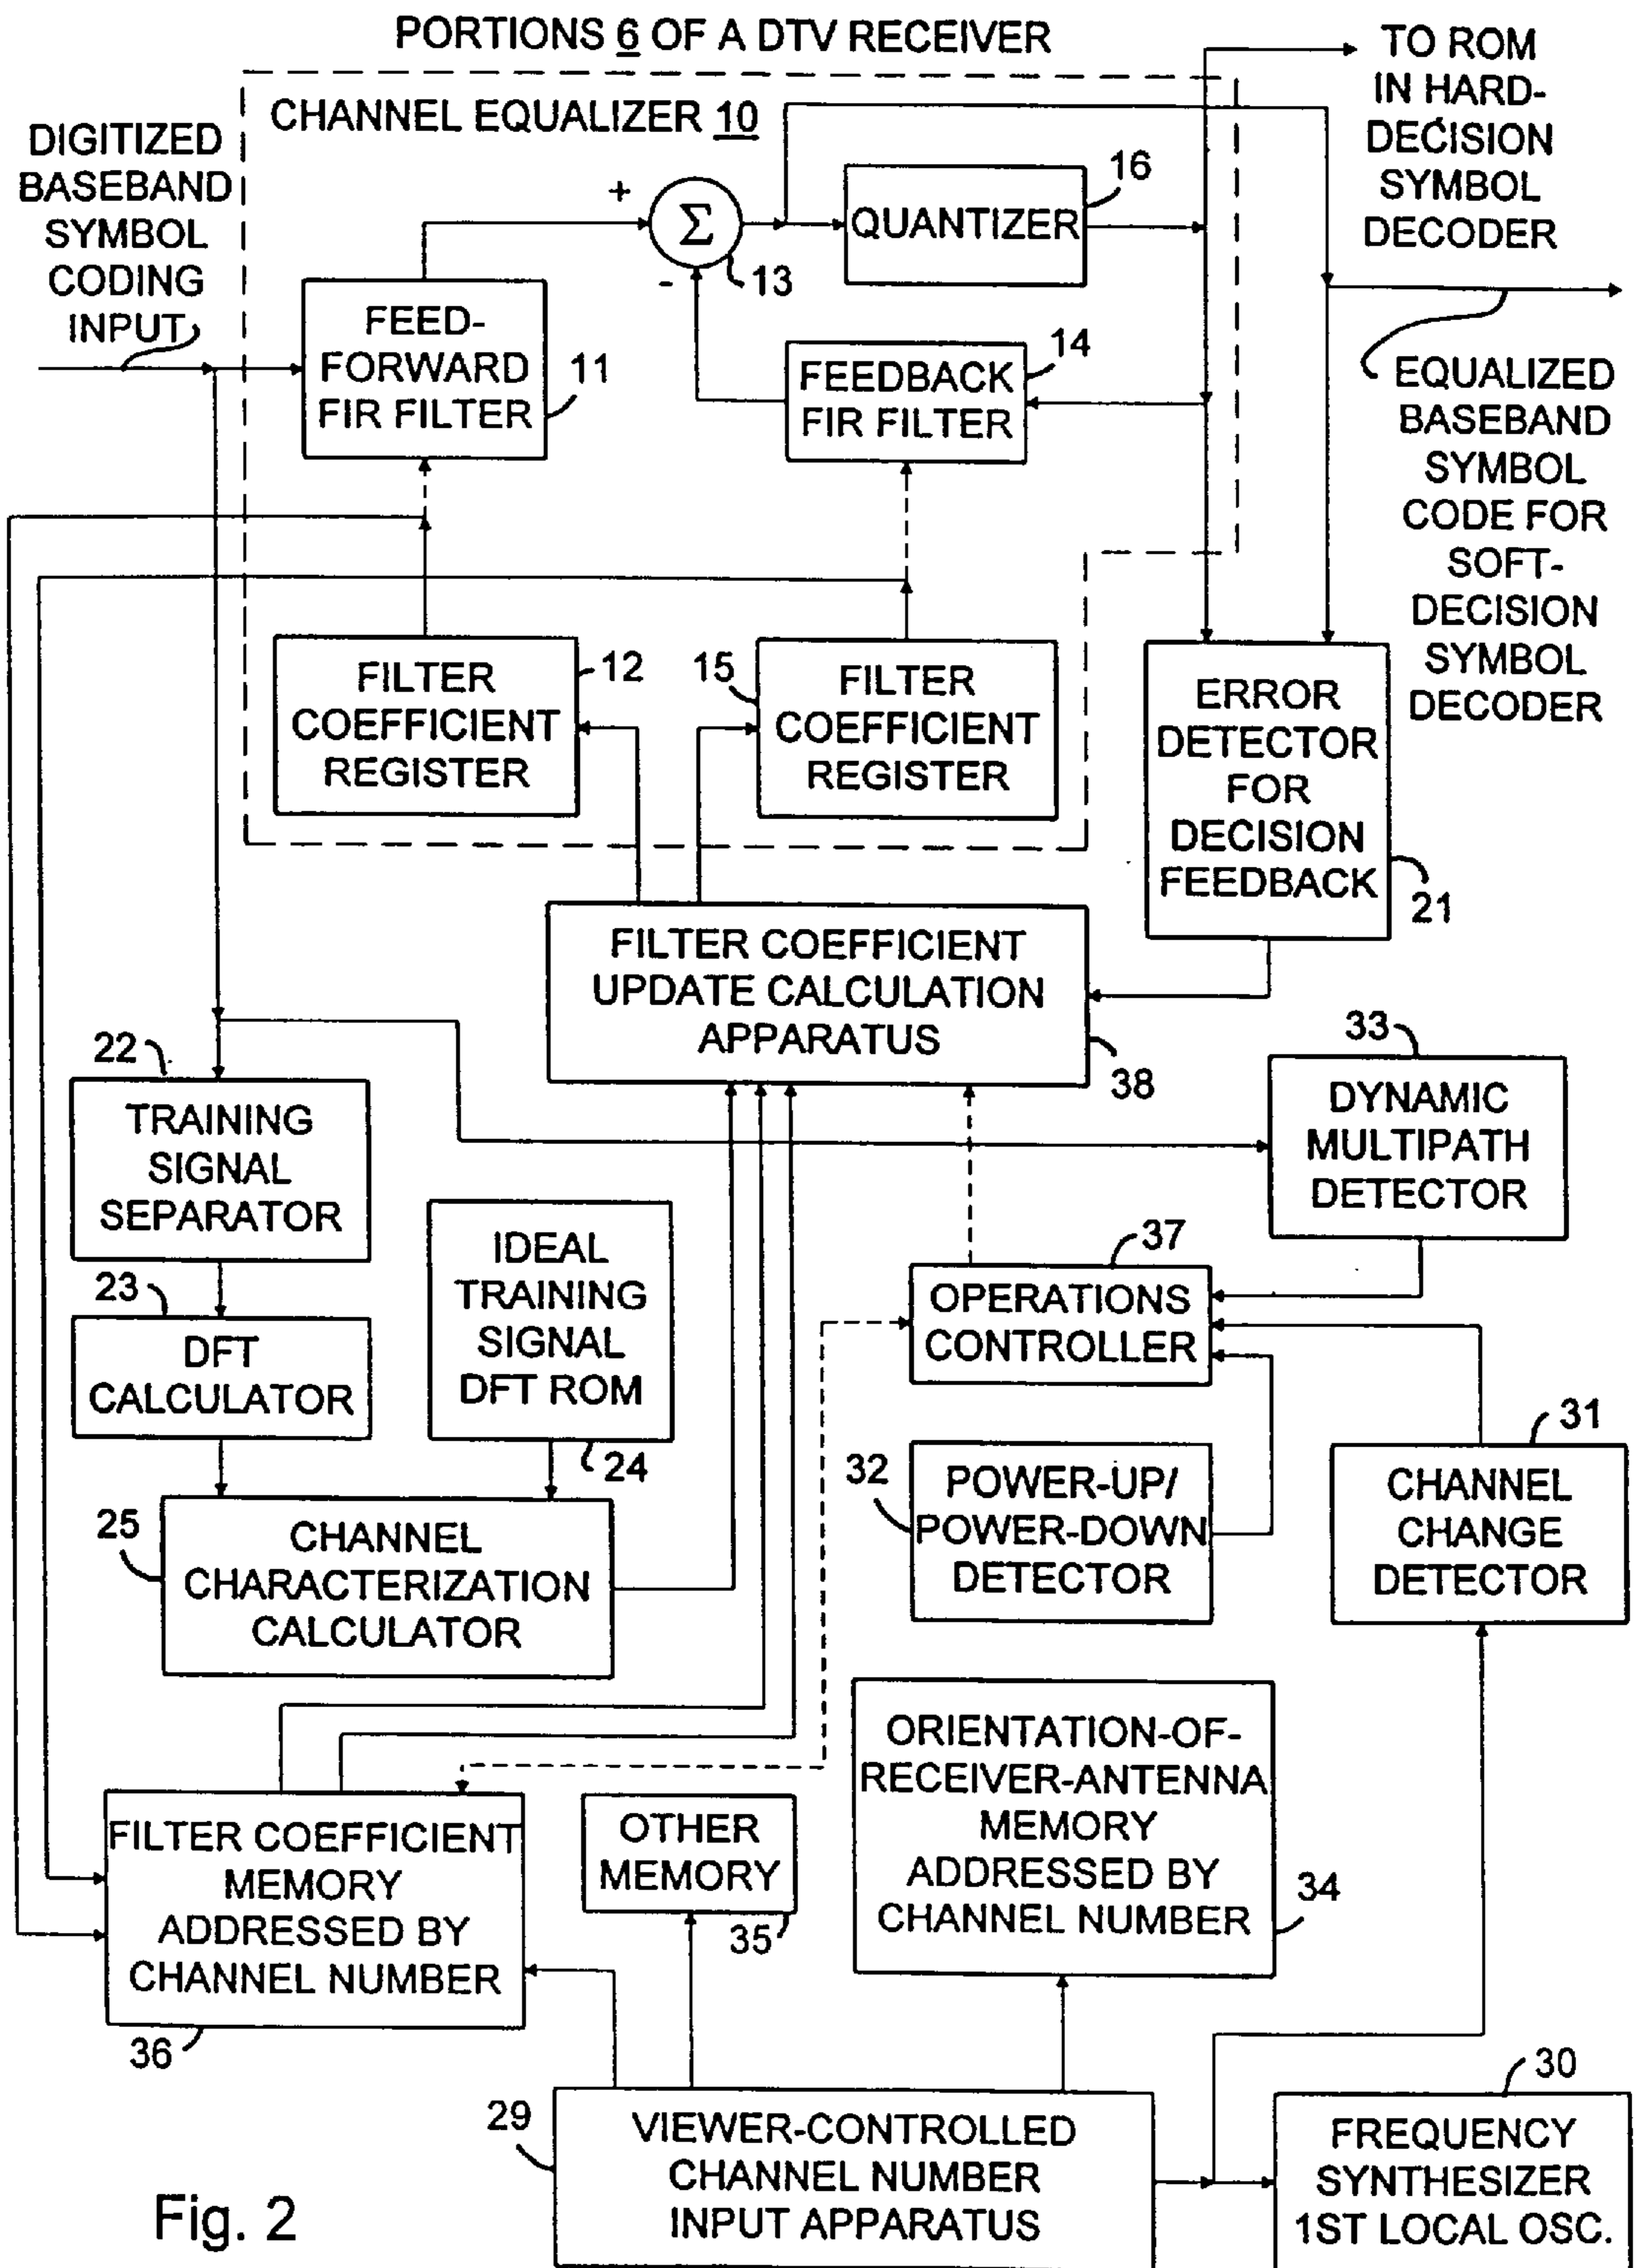 PORTIONS 6 OF A DTV RECEIVER
TO ROM
IN HARD-
DECISION
SYMBOL
DECODER
CHANNEL EQUALIZER 10
DIGITIZED
BASEBAND
SYMBOL
CODING
INPUT
+
Σ
-
13
QUANTIZER
16
FEED-
FORWARD
FIR FILTER
11
FEEDBACK
FIR FILTER
14
EQUALIZED
BASEBAND
SYMBOL
CODE FOR
SOFT-
DECISION
SYMBOL
DECODER
FILTER
COEFFICIENT
REGISTER
12
15
FILTER
COEFFICIENT
REGISTER
ERROR
DETECTOR
FOR
DECISION
FEEDBACK
21
FILTER COEFFICIENT
UPDATE CALCULATION
APPARATUS
38
22
TRAINING
SIGNAL
SEPARATOR
33
DYNAMIC
MULTIPATH
DETECTOR
23
DFT
CALCULATOR
IDEAL
TRAINING
SIGNAL
DFT ROM
24
37
OPERATIONS
CONTROLLER
25
CHANNEL
CHARACTERIZATION
CALCULATOR
32
POWER-UP/
POWER-DOWN
DETECTOR
31
CHANNEL
CHANGE
DETECTOR
ORIENTATION-OF-
RECEIVER-ANTENNA
MEMORY
ADDRESSED BY
CHANNEL NUMBER
34
FILTER COEFFICIENT
MEMORY
ADDRESSED BY
CHANNEL NUMBER
36
OTHER
MEMORY
35
29
VIEWER-CONTROLLED
CHANNEL NUMBER
INPUT APPARATUS
30
FREQUENCY
SYNTHESIZER
1ST LOCAL OSC.
Fig. 2